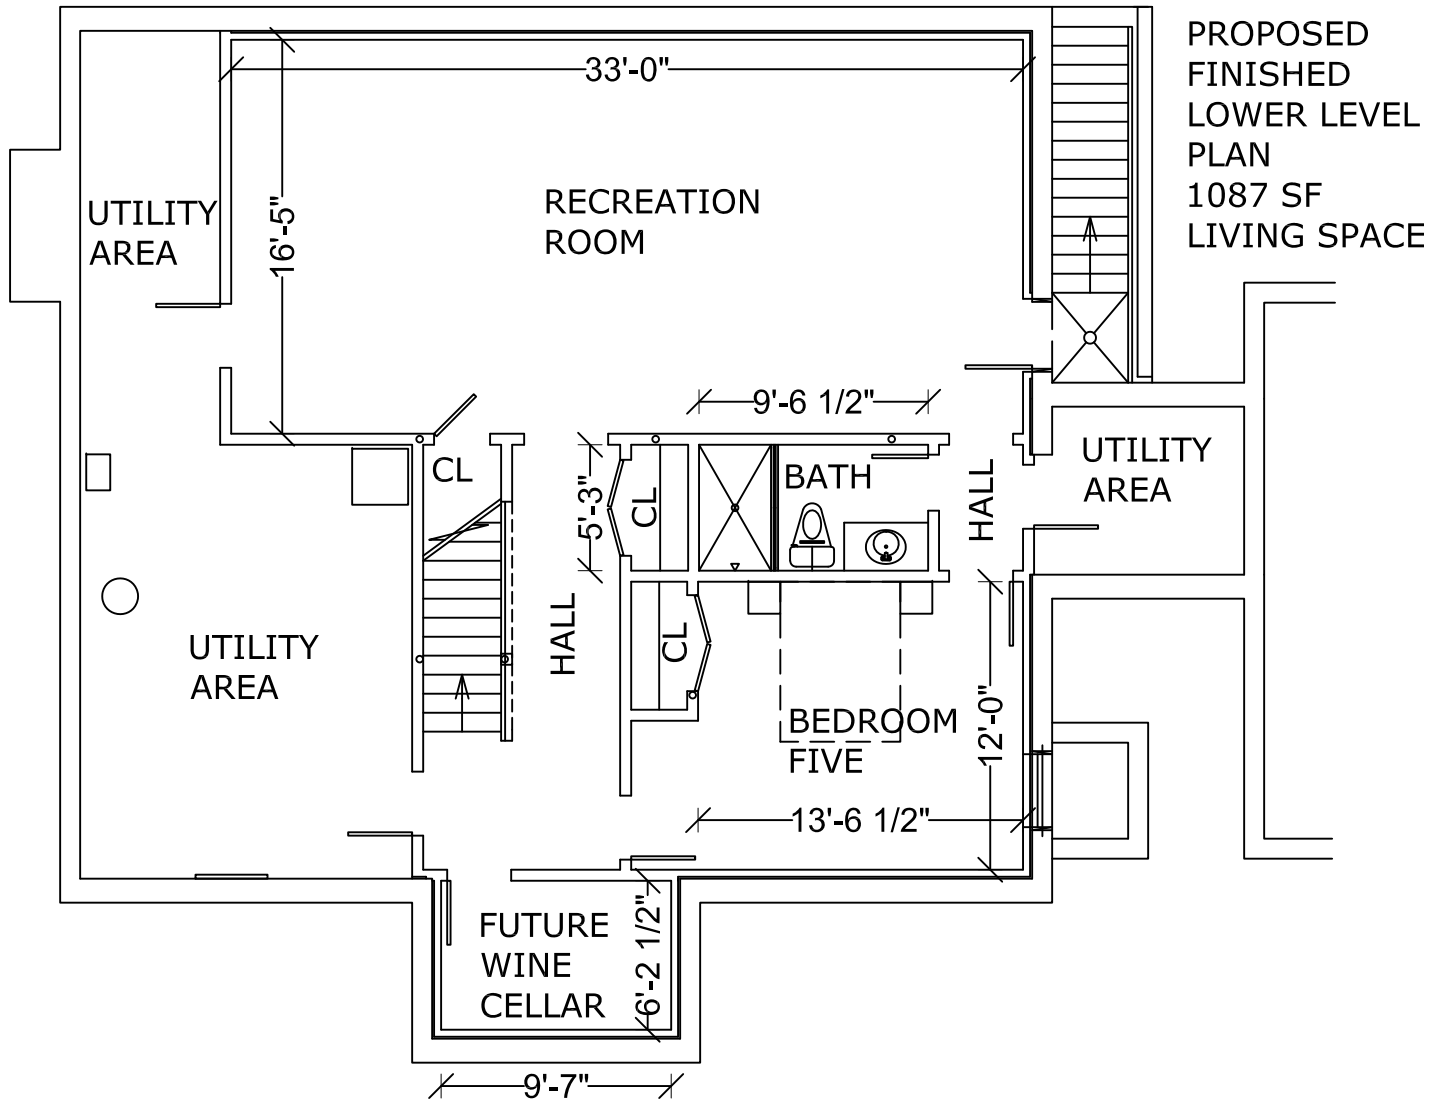 PROPOSED
FINISHED
LOWER LEVEL
PLAN
1087 SF
LIVING SPACE
33'-0"
16'-5"
UTILITY
AREA
RECREATION
ROOM
9'-6 1/2"
CL
5'-3"
CL
BATH
HALL
UTILITY
AREA
HALL
CL
UTILITY
AREA
BEDROOM
FIVE
12'-0"
13'-6 1/2"
FUTURE
WINE
CELLAR
6'-2 1/2"
9'-7"